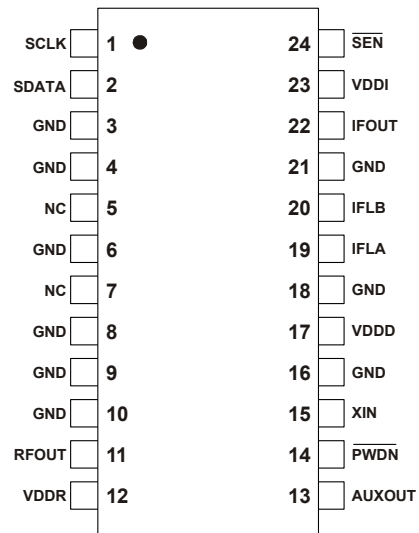 SCLK 1 24 SEN
SDATA 2 23 VDDI
GND 3 22 IFOUT
GND 4 21 GND
NC 5 20 IFLB
GND 6 19 IFLA
NC 7 18 GND
GND 8 17 VDDD
GND 9 16 GND
GND 10 15 XIN
RFOUT 11 14 PWDN
VDDR 12 13 AUXOUT